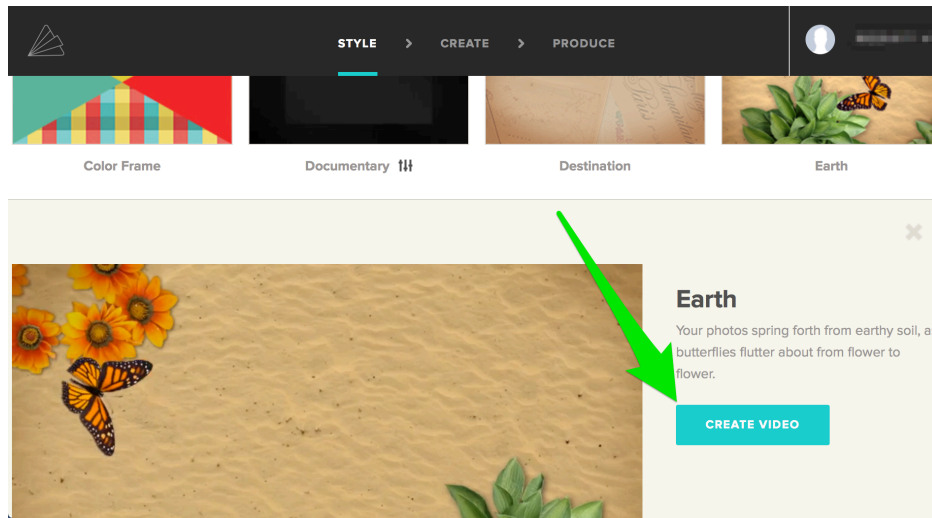 STYLE > CREATE > PRODUCE
Color Frame
Documentary
Destination
Earth
Earth
Your photos spring forth from earthy soil, a
butterflies flutter about from flower to
flower.
CREATE VIDEO